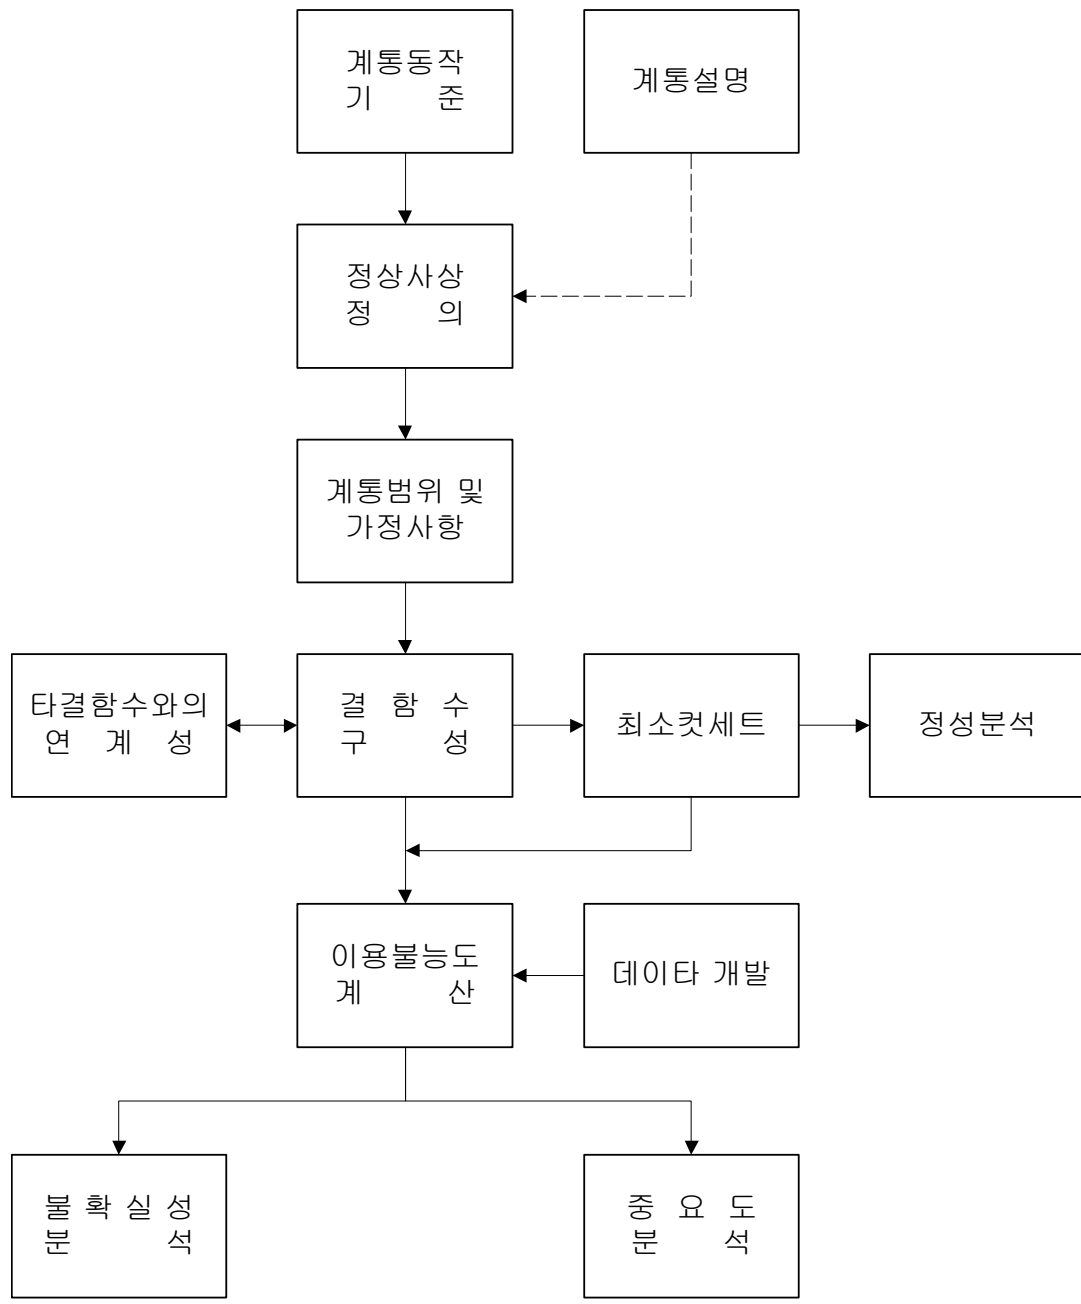 계통동작
기 준
계통설명
정상사상
정 의
계통범위 및
가정사항
타결함수와의
연 계 성
결 함 수
구 성
최소컷세트
정성분석
이용불능도
계 산
데이타 개발
불 확 실 성
분 석
중 요 도
분 석